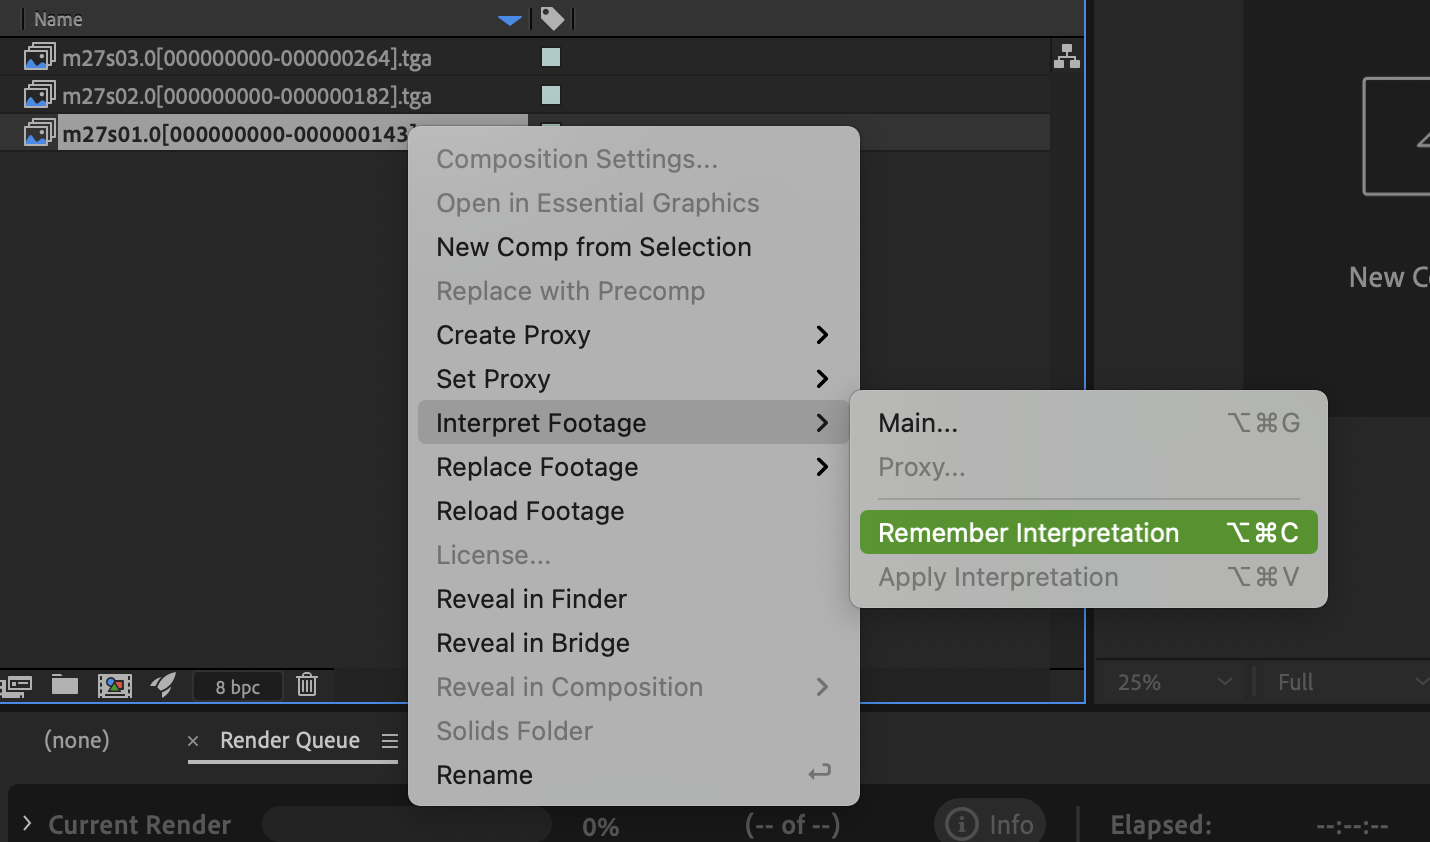 Name
m27s03.0[000000000-000000264].tga
m27s02.0[000000000-000000182].tga
m27s01.0[000000000-000000143]
Composition Settings...
Open in Essential Graphics
New Comp from Selection
Replace with Precomp
Create Proxy
Set Proxy
Interpret Footage
Replace Footage
Reload Footage
License...
Reveal in Finder
Reveal in Bridge
Reveal in Composition
Solids Folder
Rename
Main... ⌥⌘G
Proxy...
Remember Interpretation ⌥⌘C
Apply Interpretation ⌥⌘V
New C
8 bpc
25% Full
(none) × Render Queue
Current Render 0% (-- of --) Info Elapsed: --:--:--